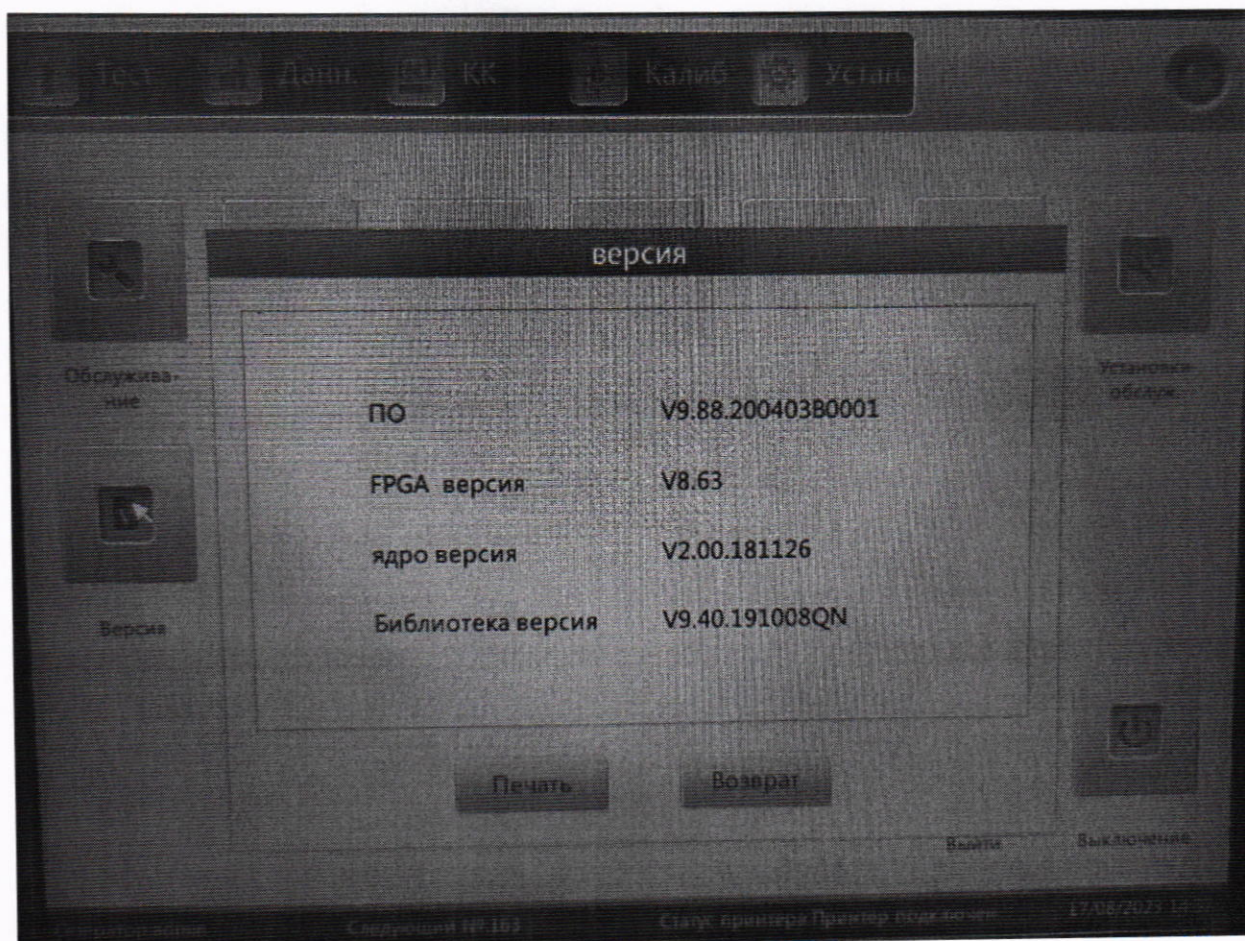 Тест Данн. КК Калиб Устан.
версия
Обслужива-
ние
Установка
обслуж.
ПО V9.88.200403B0001
FPGA версия V8.63
ядро версия V2.00.181126
Библиотека версия V9.40.191008QN
Версия
Печать Возврат
Выйти Выключение
Следующий №:163 Статус принтера:Принтер подключен 17/08/2023